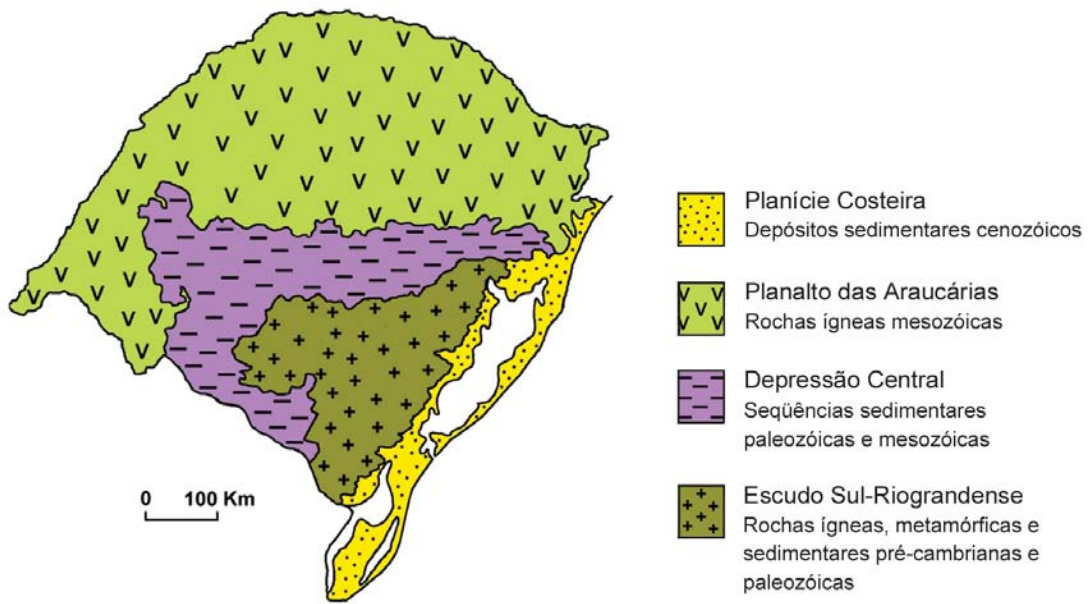 Planície Costeira
Depósitos sedimentares cenozóicos
Planalto das Araucárias
Rochas ígneas mesozóicas
Depressão Central
Seqüências sedimentares
paleozóicas e mesozóicas
Escudo Sul-Riograndense
Rochas ígneas, metamórficas e
sedimentares pré-cambrianas e
paleozóicas
0 100 Km